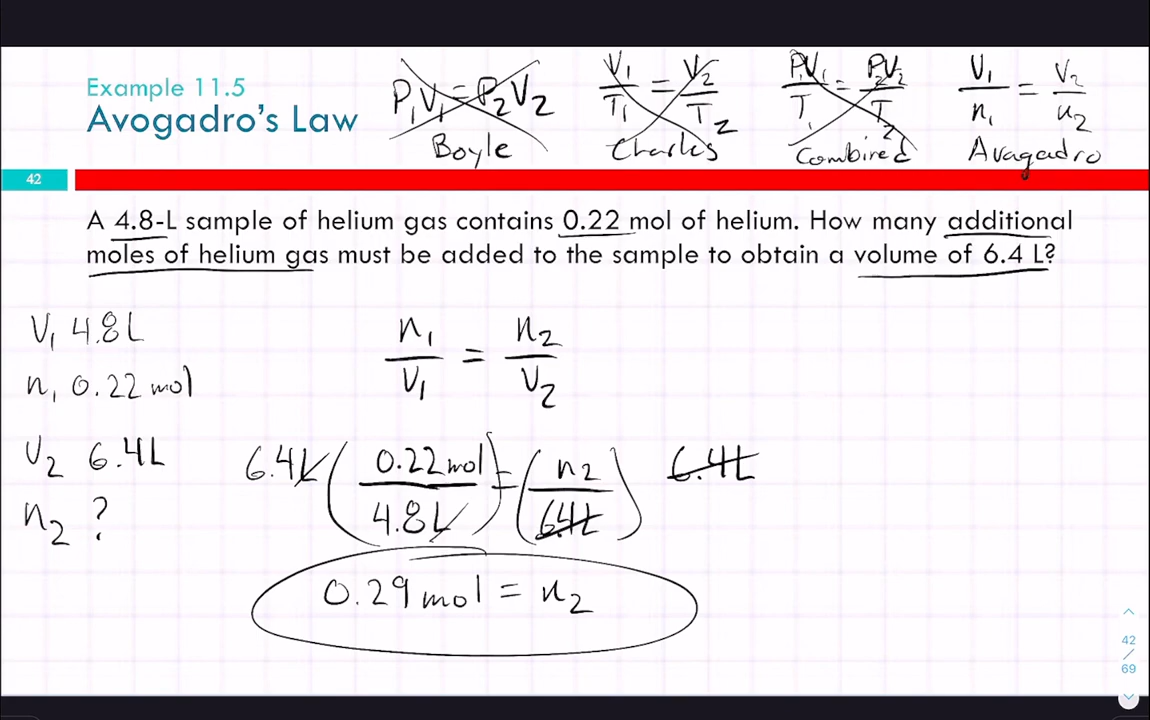 Example 11.5
Avogadro's Law
P₁V₁ = P₂V₂
Boyle
V₁/T₁ = V₂/T₂
Charles
P₁V₁/T₁ = P₂V₂/T₂
Combined
V₁/n₁ = V₂/n₂
Avagadro
42
A 4.8-L sample of helium gas contains 0.22 mol of helium. How many additional
moles of helium gas must be added to the sample to obtain a volume of 6.4 L?
V₁ 4.8L
n₁ 0.22 mol
V₂ 6.4L
n₂ ?
n₁/V₁ = n₂/V₂
6.4L (0.22 mol/4.8L) = (n₂/6.4L) 6.4L
0.29 mol = n₂
42
/
69